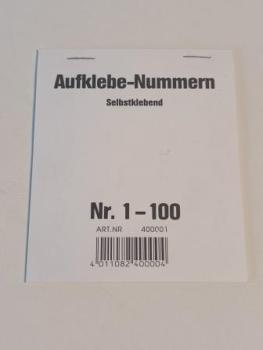 Aufklebe-Nummern
Selbstklebend
Nr. 1-100
ART.NR 400001
4 011082 400004